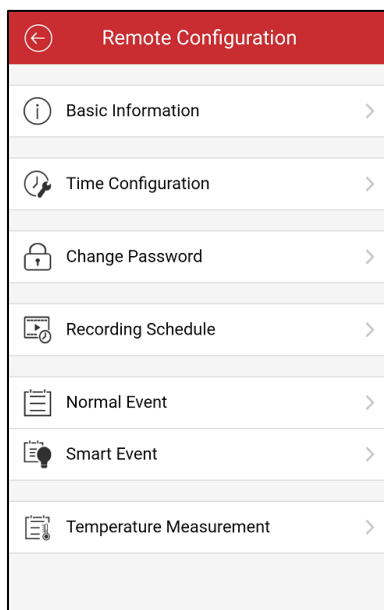 Remote Configuration
Basic Information
Time Configuration
Change Password
Recording Schedule
Normal Event
Smart Event
Temperature Measurement